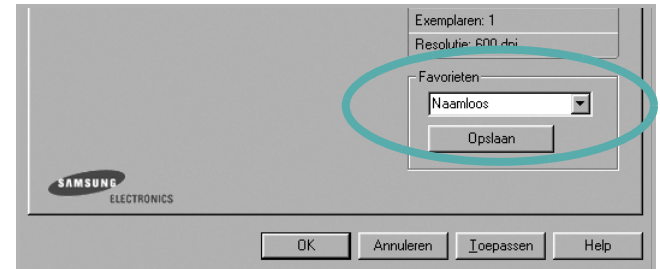 Exemplaren: 1
Resolutie: 600 dpi
Favorieten
Naamloos
Opslaan
SAMSUNG
ELECTRONICS
OK Annuleren Toepassen Help